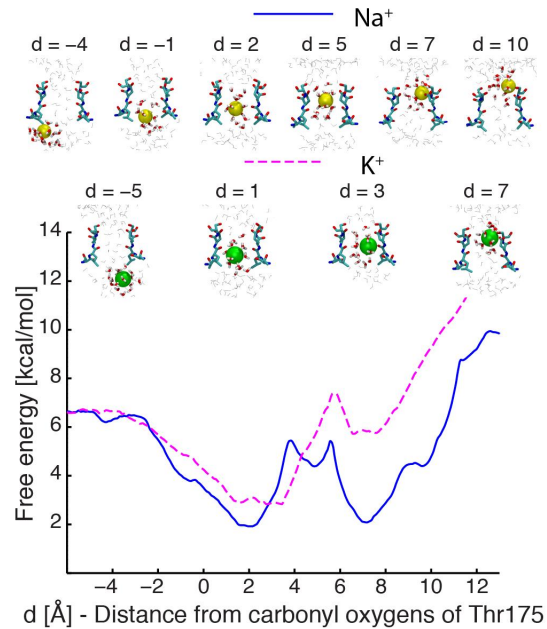 Na⁺
d = −4 d = −1 d = 2 d = 5 d = 7 d = 10
K⁺
d = −5 d = 1 d = 3 d = 7
14
12
10
8
6
4
2
Free energy [kcal/mol]
−4 −2 0 2 4 6 8 10 12
d [Å] - Distance from carbonyl oxygens of Thr175